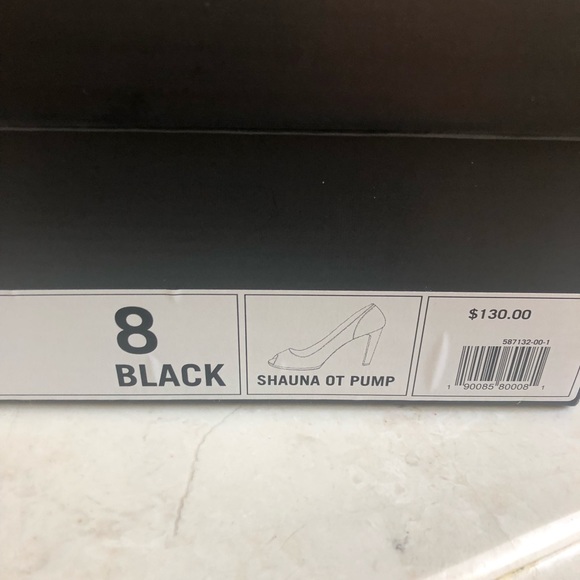 8
BLACK
SHAUNA OT PUMP
$130.00
587132-00-1
1 90085 80008 1